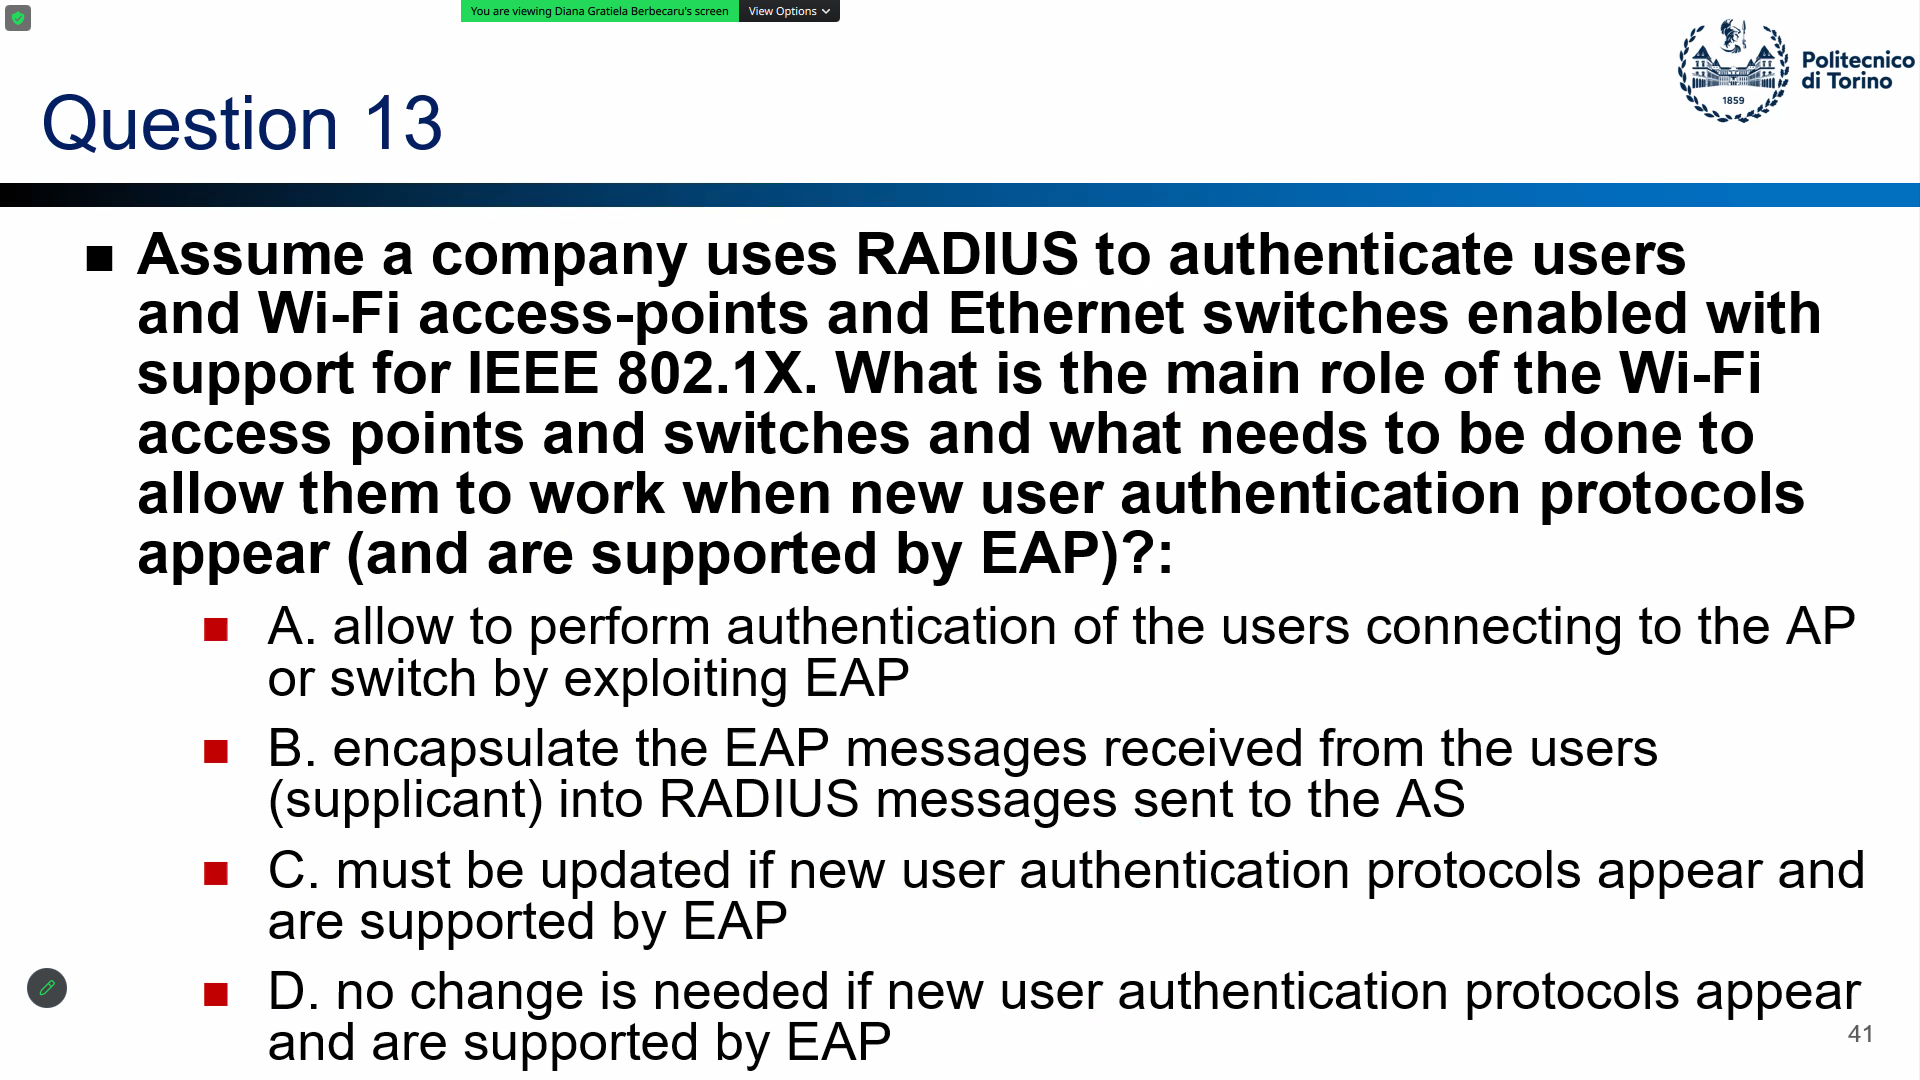 You are viewing Diana Gratiela Berbecaru's screen
View Options
Politecnico
di Torino
1859
Question 13
Assume a company uses RADIUS to authenticate users
and Wi-Fi access-points and Ethernet switches enabled with
support for IEEE 802.1X. What is the main role of the Wi-Fi
access points and switches and what needs to be done to
allow them to work when new user authentication protocols
appear (and are supported by EAP)?:
A. allow to perform authentication of the users connecting to the AP
or switch by exploiting EAP
B. encapsulate the EAP messages received from the users
(supplicant) into RADIUS messages sent to the AS
C. must be updated if new user authentication protocols appear and
are supported by EAP
D. no change is needed if new user authentication protocols appear
and are supported by EAP
41